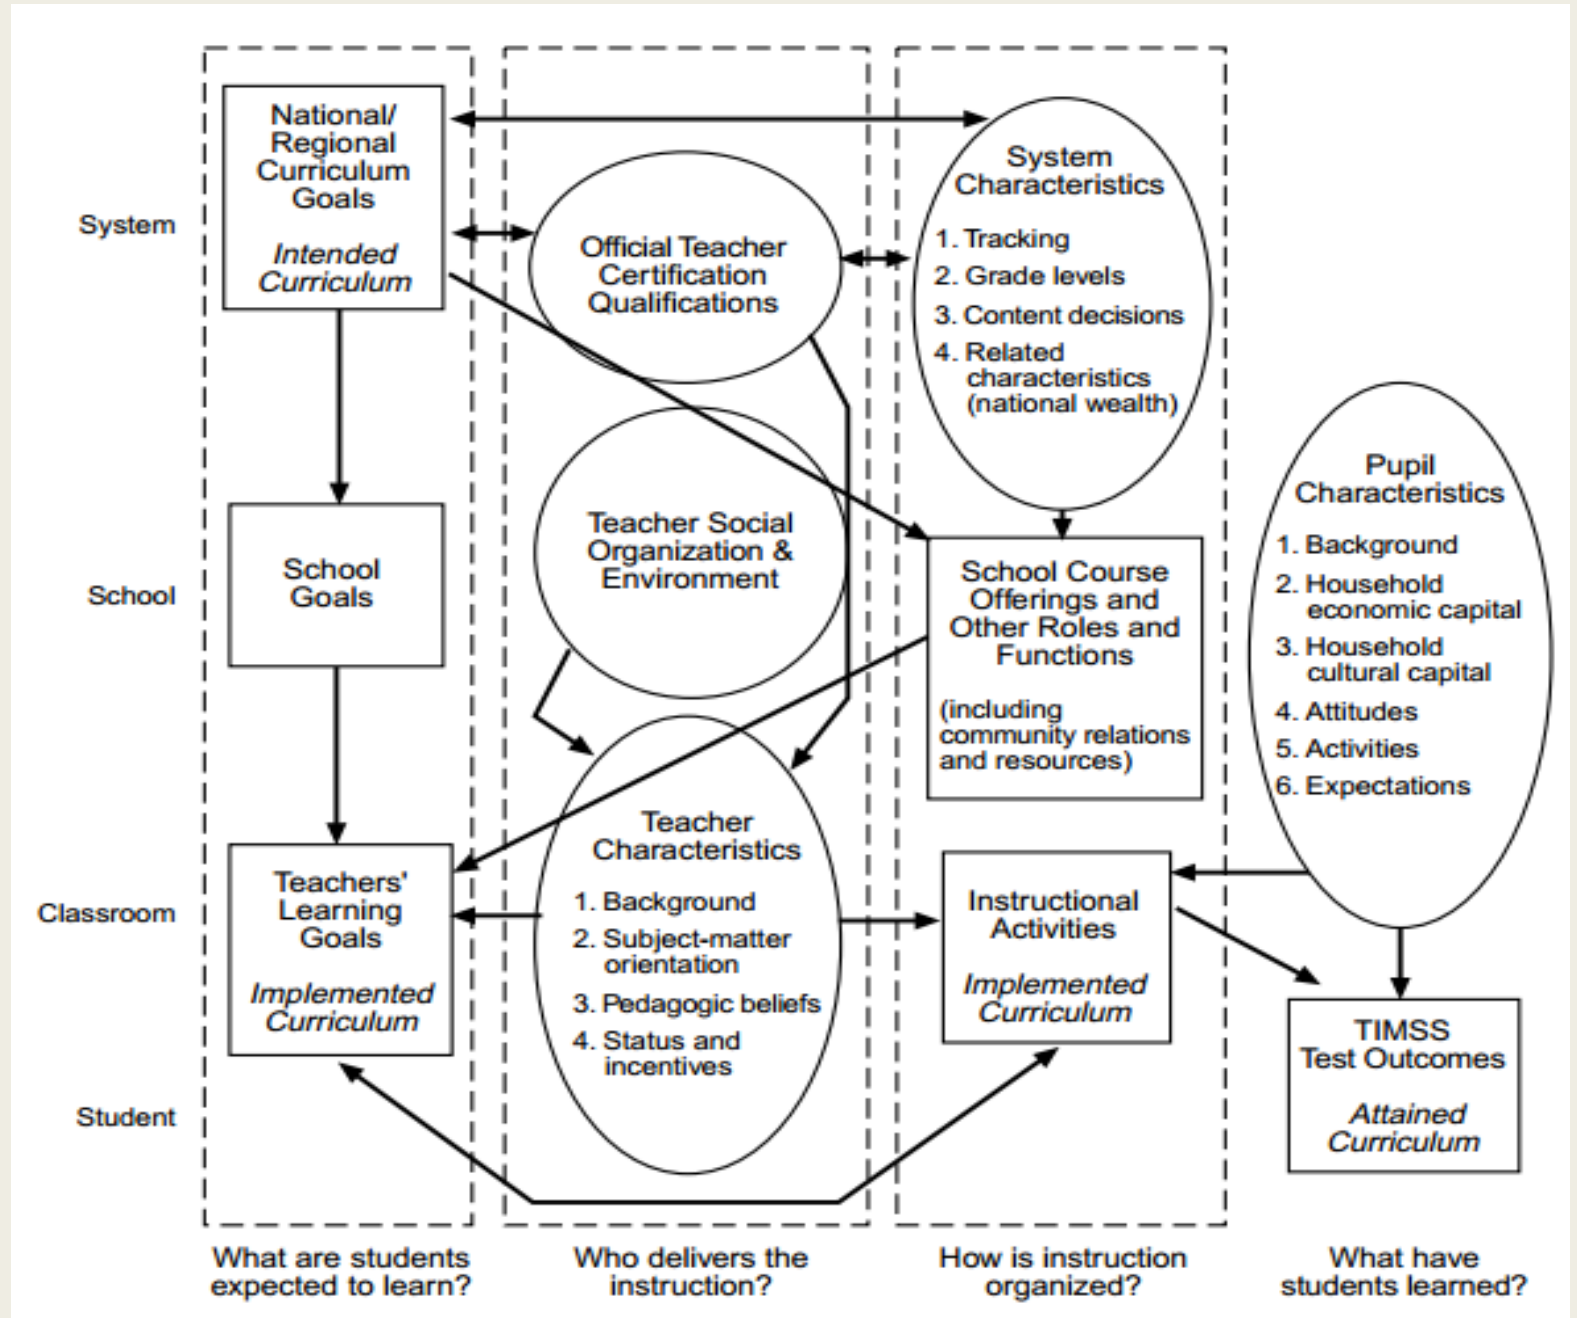 National/
Regional
Curriculum
Goals
Intended
Curriculum
System
Official Teacher
Certification
Qualifications
System
Characteristics
1. Tracking
2. Grade levels
3. Content decisions
4. Related
characteristics
(national wealth)
School
School
Goals
Teacher Social
Organization &
Environment
School Course
Offerings and
Other Roles and
Functions
(including
community relations
and resources)
Pupil
Characteristics
1. Background
2. Household
economic capital
3. Household
cultural capital
4. Attitudes
5. Activities
6. Expectations
Classroom
Teachers'
Learning
Goals
Implemented
Curriculum
Teacher
Characteristics
1. Background
2. Subject-matter
orientation
3. Pedagogic beliefs
4. Status and
incentives
Instructional
Activities
Implemented
Curriculum
TIMSS
Test Outcomes
Attained
Curriculum
Student
What are students
expected to learn?
Who delivers the
instruction?
How is instruction
organized?
What have
students learned?